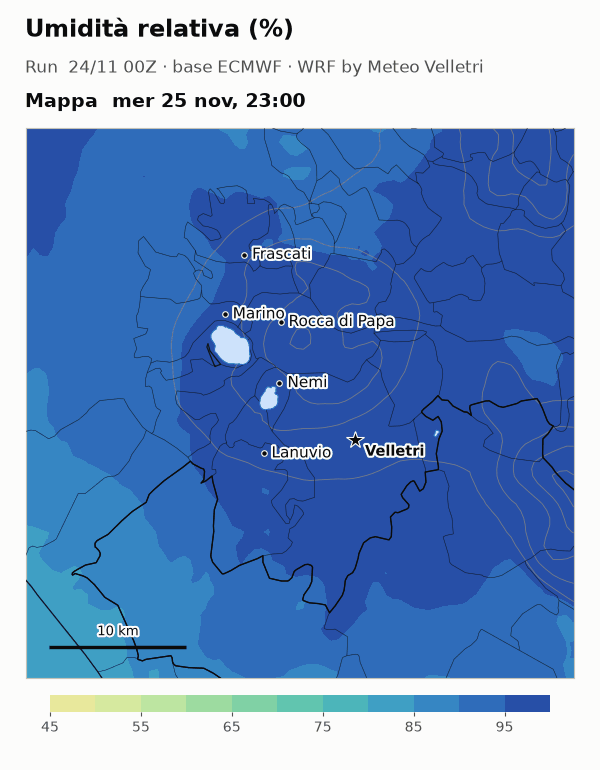 Umidità relativa (%)
Run  24/11 00Z · base ECMWF · WRF by Meteo Velletri
Mappa  mer 25 nov, 23:00
Frascati
Marino
Rocca di Papa
Nemi
Velletri
Lanuvio
10 km
45 55 65 75 85 95